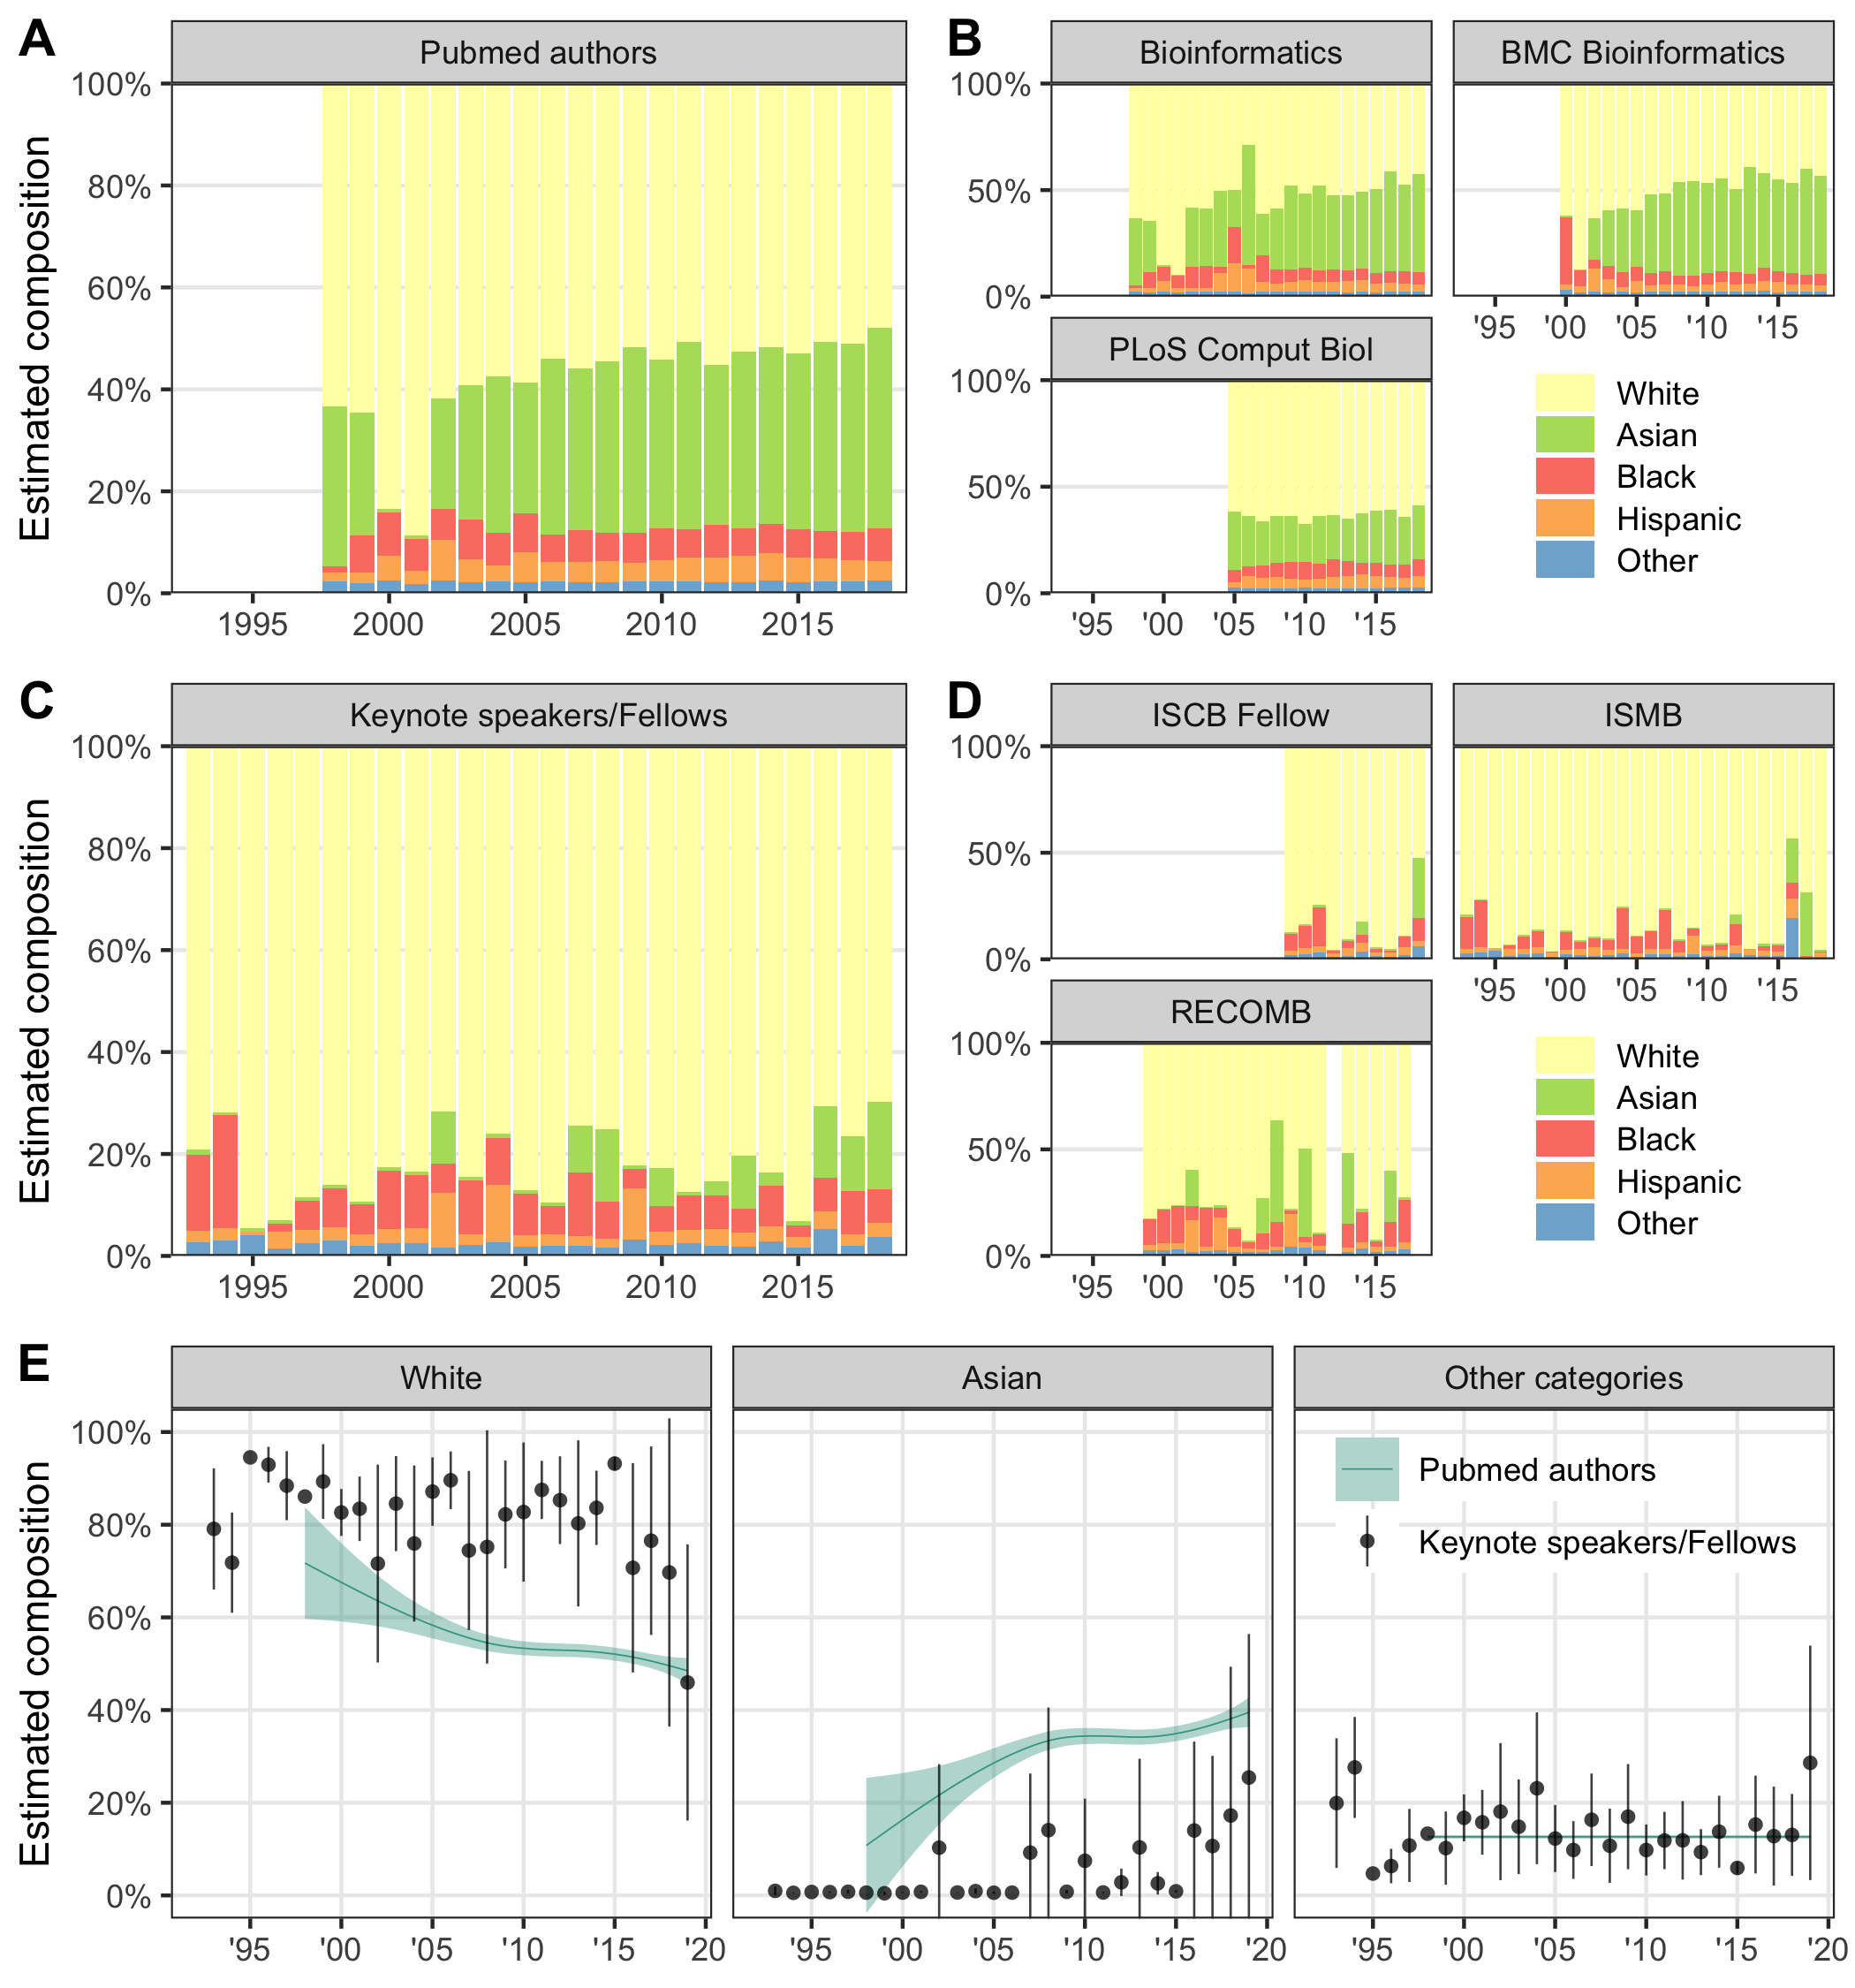 A
Pubmed authors
Estimated composition
100%
80%
60%
40%
20%
0%
1995 2000 2005 2010 2015
B
Bioinformatics
BMC Bioinformatics
100%
50%
0%
'95 '00 '05 '10 '15
PLoS Comput Biol
100%
50%
0%
'95 '00 '05 '10 '15
White
Asian
Black
Hispanic
Other
C
Keynote speakers/Fellows
Estimated composition
100%
80%
60%
40%
20%
0%
1995 2000 2005 2010 2015
D
ISCB Fellow
ISMB
100%
50%
0%
'95 '00 '05 '10 '15
RECOMB
100%
50%
0%
'95 '00 '05 '10 '15
White
Asian
Black
Hispanic
Other
E
White
Asian
Other categories
Estimated composition
100%
80%
60%
40%
20%
0%
Pubmed authors
Keynote speakers/Fellows
'95 '00 '05 '10 '15 '20
'95 '00 '05 '10 '15 '20
'95 '00 '05 '10 '15 '20